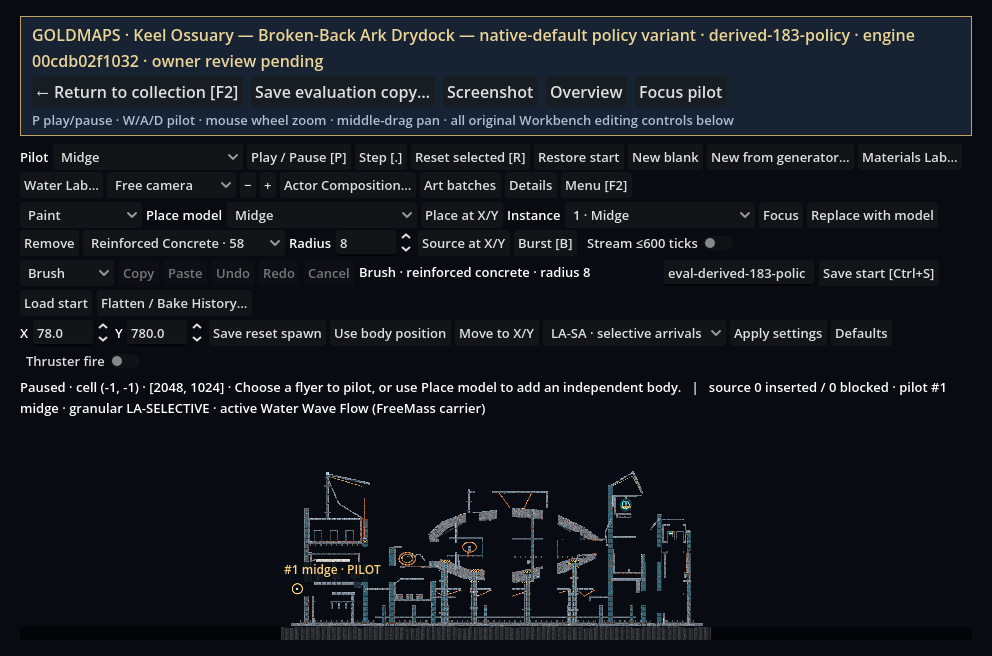 GOLDMAPS · Keel Ossuary — Broken-Back Ark Drydock — native-default policy variant · derived-183-policy · engine
00cdb02f1032 · owner review pending
← Return to collection [F2] Save evaluation copy... Screenshot Overview Focus pilot
P play/pause · W/A/D pilot · mouse wheel zoom · middle-drag pan · all original Workbench editing controls below
Pilot Midge Play / Pause [P] Step [.] Reset selected [R] Restore start New blank New from generator... Materials Lab...
Water Lab... Free camera − + Actor Composition... Art batches Details Menu [F2]
Paint Place model Midge Place at X/Y Instance 1 · Midge Focus Replace with model
Remove Reinforced Concrete · 58 Radius 8 Source at X/Y Burst [B] Stream ≤600 ticks
Brush Copy Paste Undo Redo Cancel Brush · reinforced concrete · radius 8 eval-derived-183-polic Save start [Ctrl+S]
Load start Flatten / Bake History...
X 78.0 Y 780.0 Save reset spawn Use body position Move to X/Y LA-SA · selective arrivals Apply settings Defaults
Thruster fire
Paused · cell (-1, -1) · [2048, 1024] · Choose a flyer to pilot, or use Place model to add an independent body. | source 0 inserted / 0 blocked · pilot #1
midge · granular LA-SELECTIVE · active Water Wave Flow (FreeMass carrier)
#1 midge · PILOT